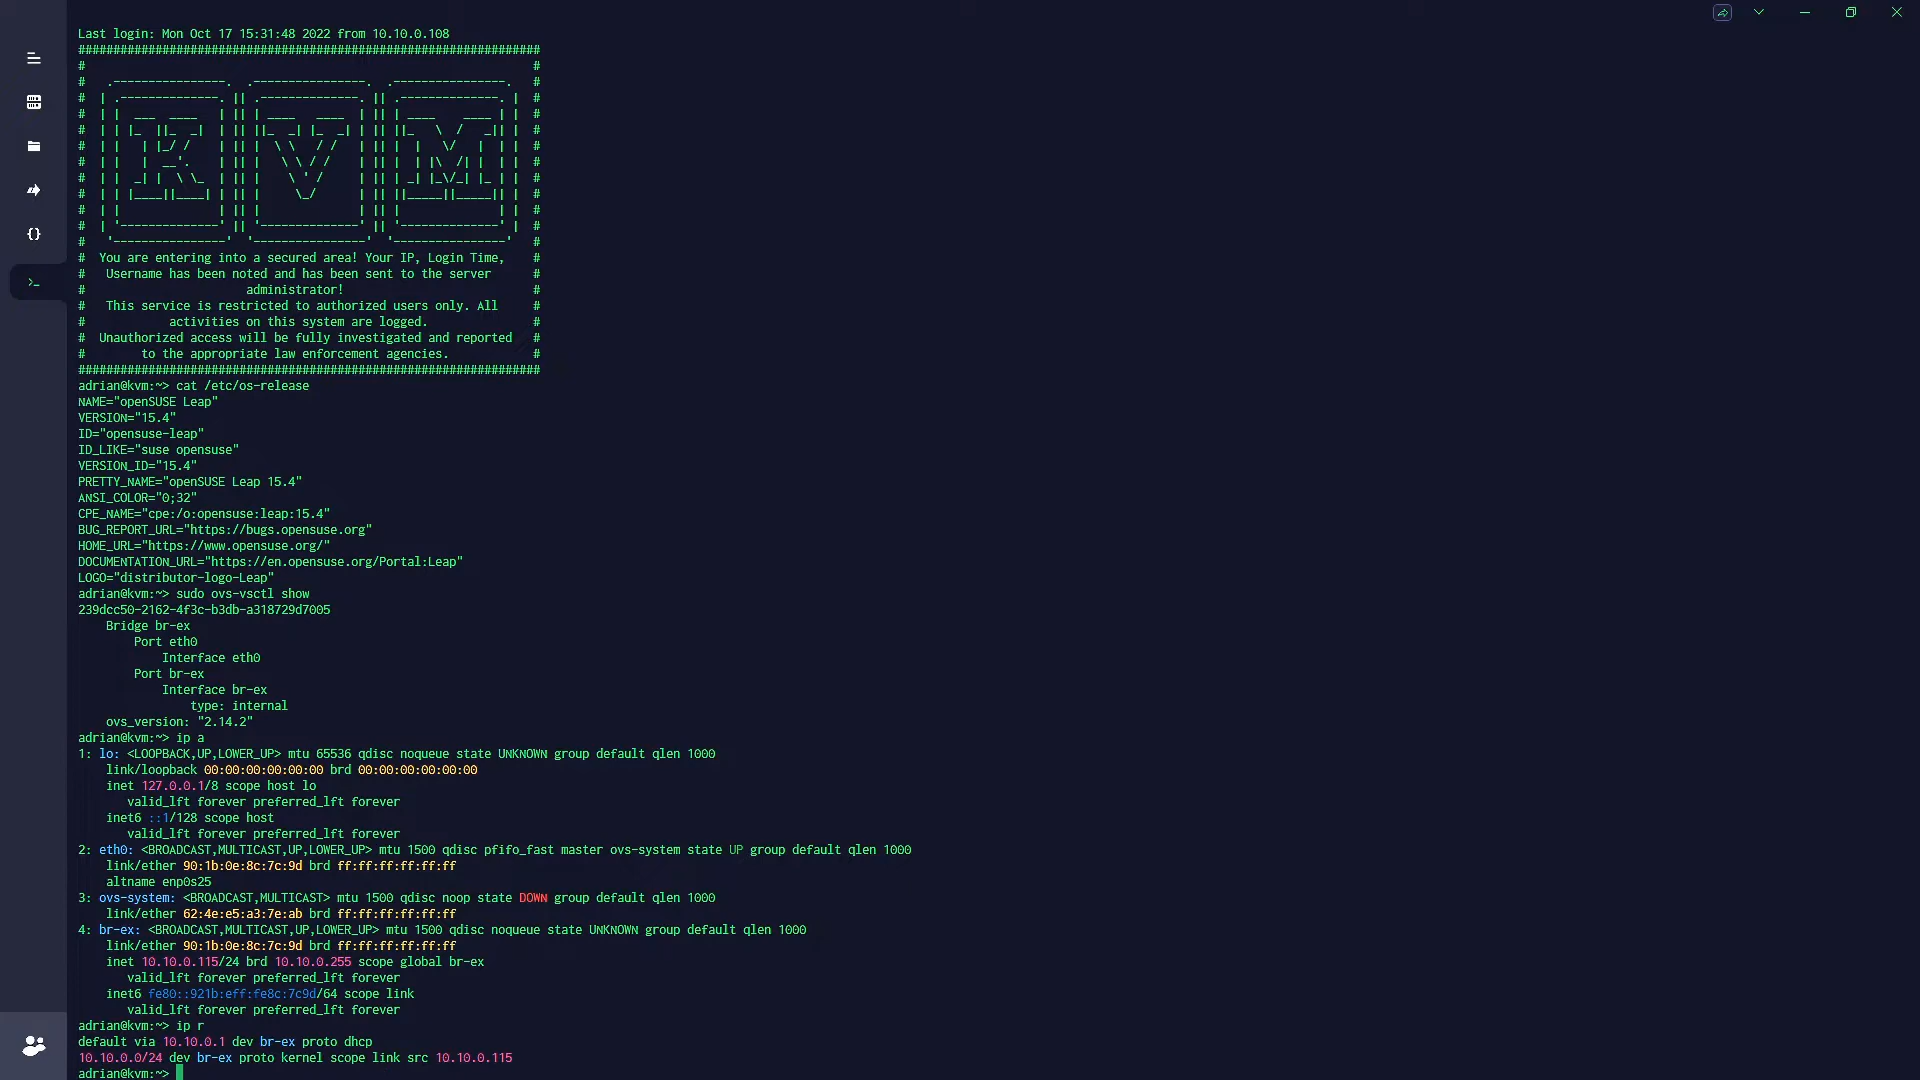 Last login: Mon Oct 17 15:31:48 2022 from 10.10.0.108
##################################################################
#                                                                #
#   .----------------.  .----------------.  .----------------.   #
#  | .--------------. || .--------------. || .--------------. |  #
#  | |  ___  ____   | || | ____   ____  | || | ____    ____ | |  #
#  | | |_  ||_  _|  | || ||_  _| |_  _| | || ||_   \  /   _|| |  #
#  | |   | |_/ /    | || |  \ \   / /   | || |  |   \/   |  | |  #
#  | |   |  __'.    | || |   \ \ / /    | || |  | |\  /| |  | |  #
#  | |  _| |  \ \_  | || |    \ ' /     | || | _| |_\/_| |_ | |  #
#  | | |____||____| | || |     \_/      | || ||_____||_____|| |  #
#  | |              | || |              | || |              | |  #
#  | '--------------' || '--------------' || '--------------' |  #
#   '----------------'  '----------------'  '----------------'   #
#  You are entering into a secured area! Your IP, Login Time,    #
#   Username has been noted and has been sent to the server      #
#                       administrator!                           #
#   This service is restricted to authorized users only. All     #
#            activities on this system are logged.               #
#  Unauthorized access will be fully investigated and reported   #
#        to the appropriate law enforcement agencies.            #
##################################################################
adrian@kvm:~> cat /etc/os-release
NAME="openSUSE Leap"
VERSION="15.4"
ID="opensuse-leap"
ID_LIKE="suse opensuse"
VERSION_ID="15.4"
PRETTY_NAME="openSUSE Leap 15.4"
ANSI_COLOR="0;32"
CPE_NAME="cpe:/o:opensuse:leap:15.4"
BUG_REPORT_URL="https://bugs.opensuse.org"
HOME_URL="https://www.opensuse.org/"
DOCUMENTATION_URL="https://en.opensuse.org/Portal:Leap"
LOGO="distributor-logo-Leap"
adrian@kvm:~> sudo ovs-vsctl show
239dcc50-2162-4f3c-b3db-a318729d7005
    Bridge br-ex
        Port eth0
            Interface eth0
        Port br-ex
            Interface br-ex
                type: internal
    ovs_version: "2.14.2"
adrian@kvm:~> ip a
1: lo: <LOOPBACK,UP,LOWER_UP> mtu 65536 qdisc noqueue state UNKNOWN group default qlen 1000
    link/loopback 00:00:00:00:00:00 brd 00:00:00:00:00:00
    inet 127.0.0.1/8 scope host lo
       valid_lft forever preferred_lft forever
    inet6 ::1/128 scope host
       valid_lft forever preferred_lft forever
2: eth0: <BROADCAST,MULTICAST,UP,LOWER_UP> mtu 1500 qdisc pfifo_fast master ovs-system state UP group default qlen 1000
    link/ether 90:1b:0e:8c:7c:9d brd ff:ff:ff:ff:ff:ff
    altname enp0s25
3: ovs-system: <BROADCAST,MULTICAST> mtu 1500 qdisc noop state DOWN group default qlen 1000
    link/ether 62:4e:e5:a3:7e:ab brd ff:ff:ff:ff:ff:ff
4: br-ex: <BROADCAST,MULTICAST,UP,LOWER_UP> mtu 1500 qdisc noqueue state UNKNOWN group default qlen 1000
    link/ether 90:1b:0e:8c:7c:9d brd ff:ff:ff:ff:ff:ff
    inet 10.10.0.115/24 brd 10.10.0.255 scope global br-ex
       valid_lft forever preferred_lft forever
    inet6 fe80::921b:eff:fe8c:7c9d/64 scope link
       valid_lft forever preferred_lft forever
adrian@kvm:~> ip r
default via 10.10.0.1 dev br-ex proto dhcp
10.10.0.0/24 dev br-ex proto kernel scope link src 10.10.0.115
adrian@kvm:~>